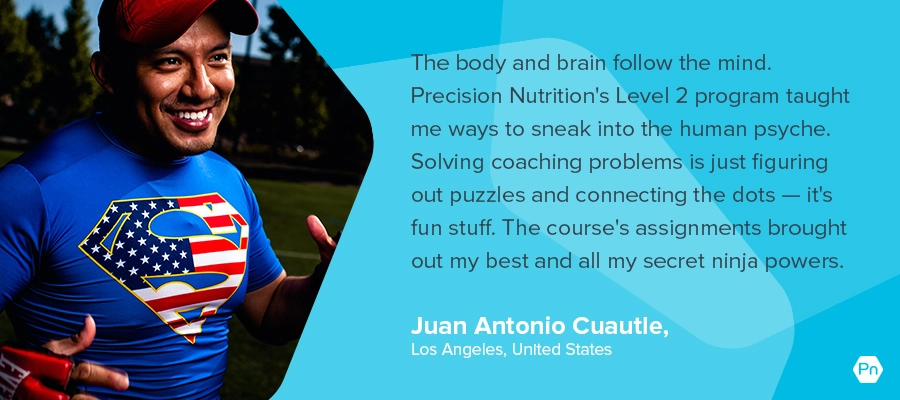 The body and brain follow the mind.
Precision Nutrition's Level 2 program taught
me ways to sneak into the human psyche.
Solving coaching problems is just figuring
out puzzles and connecting the dots — it's
fun stuff. The course's assignments brought
out my best and all my secret ninja powers.
Juan Antonio Cuautle,
Los Angeles, United States
Pn